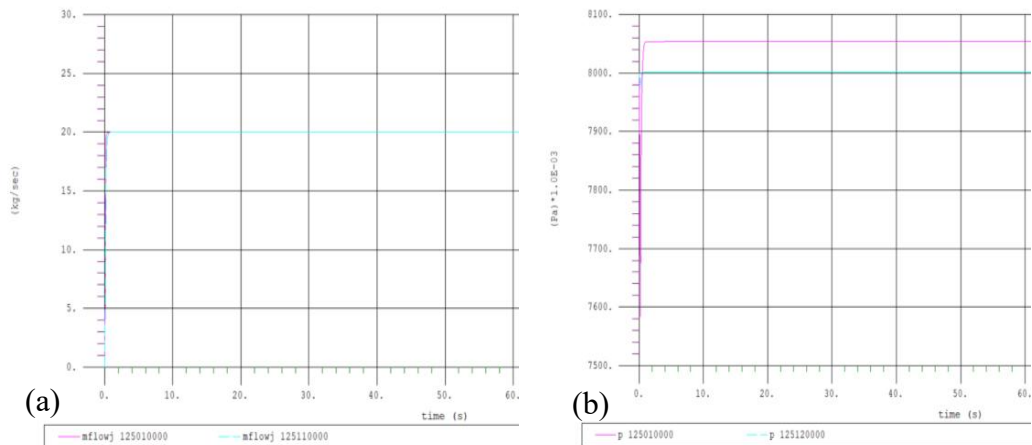 30.
25.
20.
15.
10.
5.
0.
(kg/sec)
0. 10. 20. 30. 40. 50. 60.
time (s)
(a)
mflowj 125010000 mflowj 125110000
8100.
8000.
7900.
7800.
7700.
7600.
7500.
(Pa)*1.0E-03
0. 10. 20. 30. 40. 50. 60.
time (s)
(b)
p 125010000 p 125120000